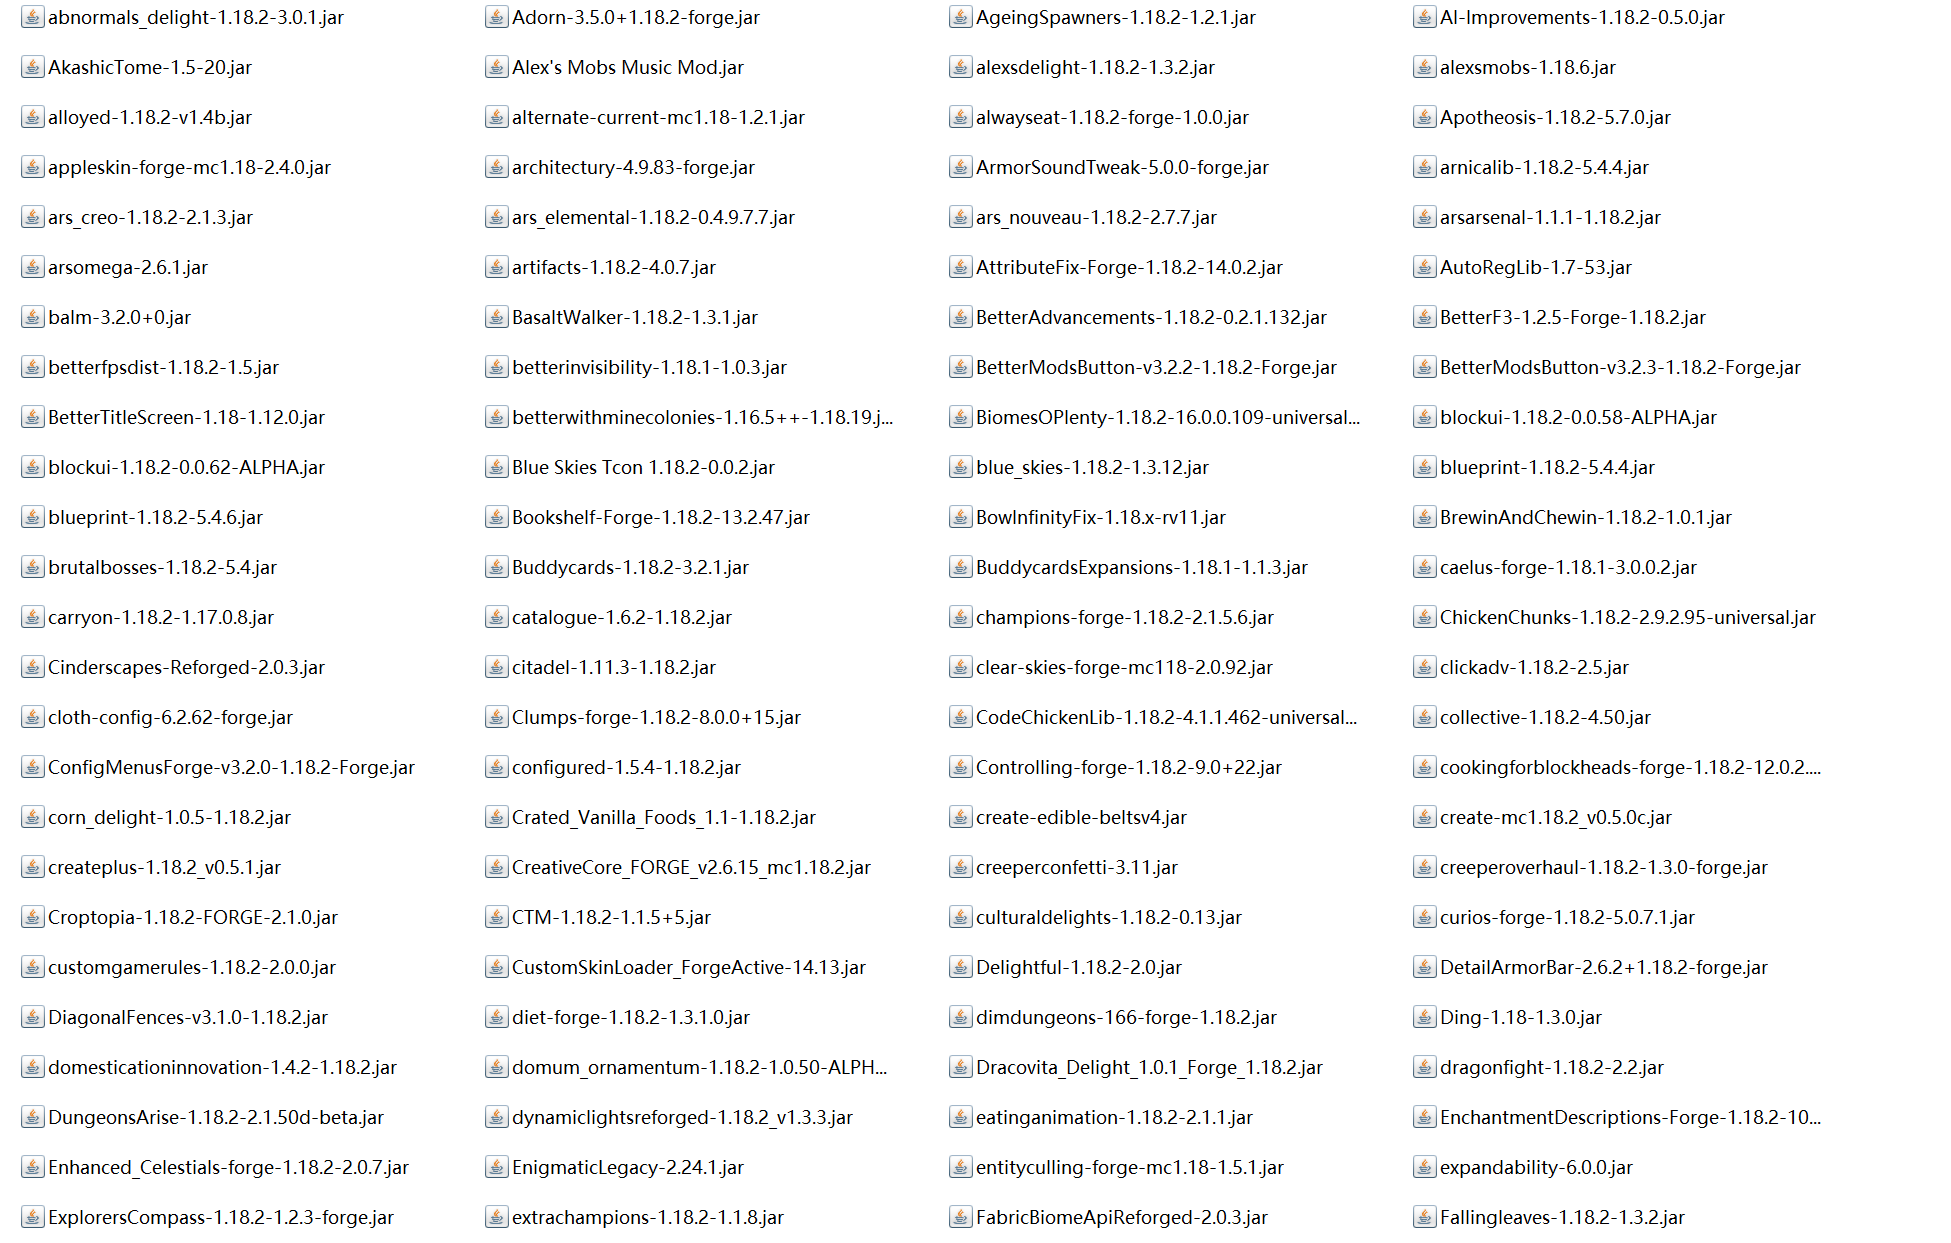 abnormals_delight-1.18.2-3.0.1.jar Adorn-3.5.0+1.18.2-forge.jar AgeingSpawners-1.18.2-1.2.1.jar AI-Improvements-1.18.2-0.5.0.jar
AkashicTome-1.5-20.jar Alex's Mobs Music Mod.jar alexsdelight-1.18.2-1.3.2.jar alexsmobs-1.18.6.jar
alloyed-1.18.2-v1.4b.jar alternate-current-mc1.18-1.2.1.jar alwayseat-1.18.2-forge-1.0.0.jar Apotheosis-1.18.2-5.7.0.jar
appleskin-forge-mc1.18-2.4.0.jar architectury-4.9.83-forge.jar ArmorSoundTweak-5.0.0-forge.jar arnicalib-1.18.2-5.4.4.jar
ars_creo-1.18.2-2.1.3.jar ars_elemental-1.18.2-0.4.9.7.7.jar ars_nouveau-1.18.2-2.7.7.jar arsarsenal-1.1.1-1.18.2.jar
arsomega-2.6.1.jar artifacts-1.18.2-4.0.7.jar AttributeFix-Forge-1.18.2-14.0.2.jar AutoRegLib-1.7-53.jar
balm-3.2.0+0.jar BasaltWalker-1.18.2-1.3.1.jar BetterAdvancements-1.18.2-0.2.1.132.jar BetterF3-1.2.5-Forge-1.18.2.jar
betterfpsdist-1.18.2-1.5.jar betterinvisibility-1.18.1-1.0.3.jar BetterModsButton-v3.2.2-1.18.2-Forge.jar BetterModsButton-v3.2.3-1.18.2-Forge.jar
BetterTitleScreen-1.18-1.12.0.jar betterwithminecolonies-1.16.5++-1.18.19.j... BiomesOPlenty-1.18.2-16.0.0.109-universal... blockui-1.18.2-0.0.58-ALPHA.jar
blockui-1.18.2-0.0.62-ALPHA.jar Blue Skies Tcon 1.18.2-0.0.2.jar blue_skies-1.18.2-1.3.12.jar blueprint-1.18.2-5.4.4.jar
blueprint-1.18.2-5.4.6.jar Bookshelf-Forge-1.18.2-13.2.47.jar BowInfinityFix-1.18.x-rv11.jar BrewinAndChewin-1.18.2-1.0.1.jar
brutalbosses-1.18.2-5.4.jar Buddycards-1.18.2-3.2.1.jar BuddycardsExpansions-1.18.1-1.1.3.jar caelus-forge-1.18.1-3.0.0.2.jar
carryon-1.18.2-1.17.0.8.jar catalogue-1.6.2-1.18.2.jar champions-forge-1.18.2-2.1.5.6.jar ChickenChunks-1.18.2-2.9.2.95-universal.jar
Cinderscapes-Reforged-2.0.3.jar citadel-1.11.3-1.18.2.jar clear-skies-forge-mc118-2.0.92.jar clickadv-1.18.2-2.5.jar
cloth-config-6.2.62-forge.jar Clumps-forge-1.18.2-8.0.0+15.jar CodeChickenLib-1.18.2-4.1.1.462-universal... collective-1.18.2-4.50.jar
ConfigMenusForge-v3.2.0-1.18.2-Forge.jar configured-1.5.4-1.18.2.jar Controlling-forge-1.18.2-9.0+22.jar cookingforblockheads-forge-1.18.2-12.0.2....
corn_delight-1.0.5-1.18.2.jar Crated_Vanilla_Foods_1.1-1.18.2.jar create-edible-beltsv4.jar create-mc1.18.2_v0.5.0c.jar
createplus-1.18.2_v0.5.1.jar CreativeCore_FORGE_v2.6.15_mc1.18.2.jar creeperconfetti-3.11.jar creeperoverhaul-1.18.2-1.3.0-forge.jar
Croptopia-1.18.2-FORGE-2.1.0.jar CTM-1.18.2-1.1.5+5.jar culturaldelights-1.18.2-0.13.jar curios-forge-1.18.2-5.0.7.1.jar
customgamerules-1.18.2-2.0.0.jar CustomSkinLoader_ForgeActive-14.13.jar Delightful-1.18.2-2.0.jar DetailArmorBar-2.6.2+1.18.2-forge.jar
DiagonalFences-v3.1.0-1.18.2.jar diet-forge-1.18.2-1.3.1.0.jar dimdungeons-166-forge-1.18.2.jar Ding-1.18-1.3.0.jar
domesticationinnovation-1.4.2-1.18.2.jar domum_ornamentum-1.18.2-1.0.50-ALPH... Dracovita_Delight_1.0.1_Forge_1.18.2.jar dragonfight-1.18.2-2.2.jar
DungeonsArise-1.18.2-2.1.50d-beta.jar dynamiclightsreforged-1.18.2_v1.3.3.jar eatinganimation-1.18.2-2.1.1.jar EnchantmentDescriptions-Forge-1.18.2-10...
Enhanced_Celestials-forge-1.18.2-2.0.7.jar EnigmaticLegacy-2.24.1.jar entityculling-forge-mc1.18-1.5.1.jar expandability-6.0.0.jar
ExplorersCompass-1.18.2-1.2.3-forge.jar extrachampions-1.18.2-1.1.8.jar FabricBiomeApiReforged-2.0.3.jar Fallingleaves-1.18.2-1.3.2.jar